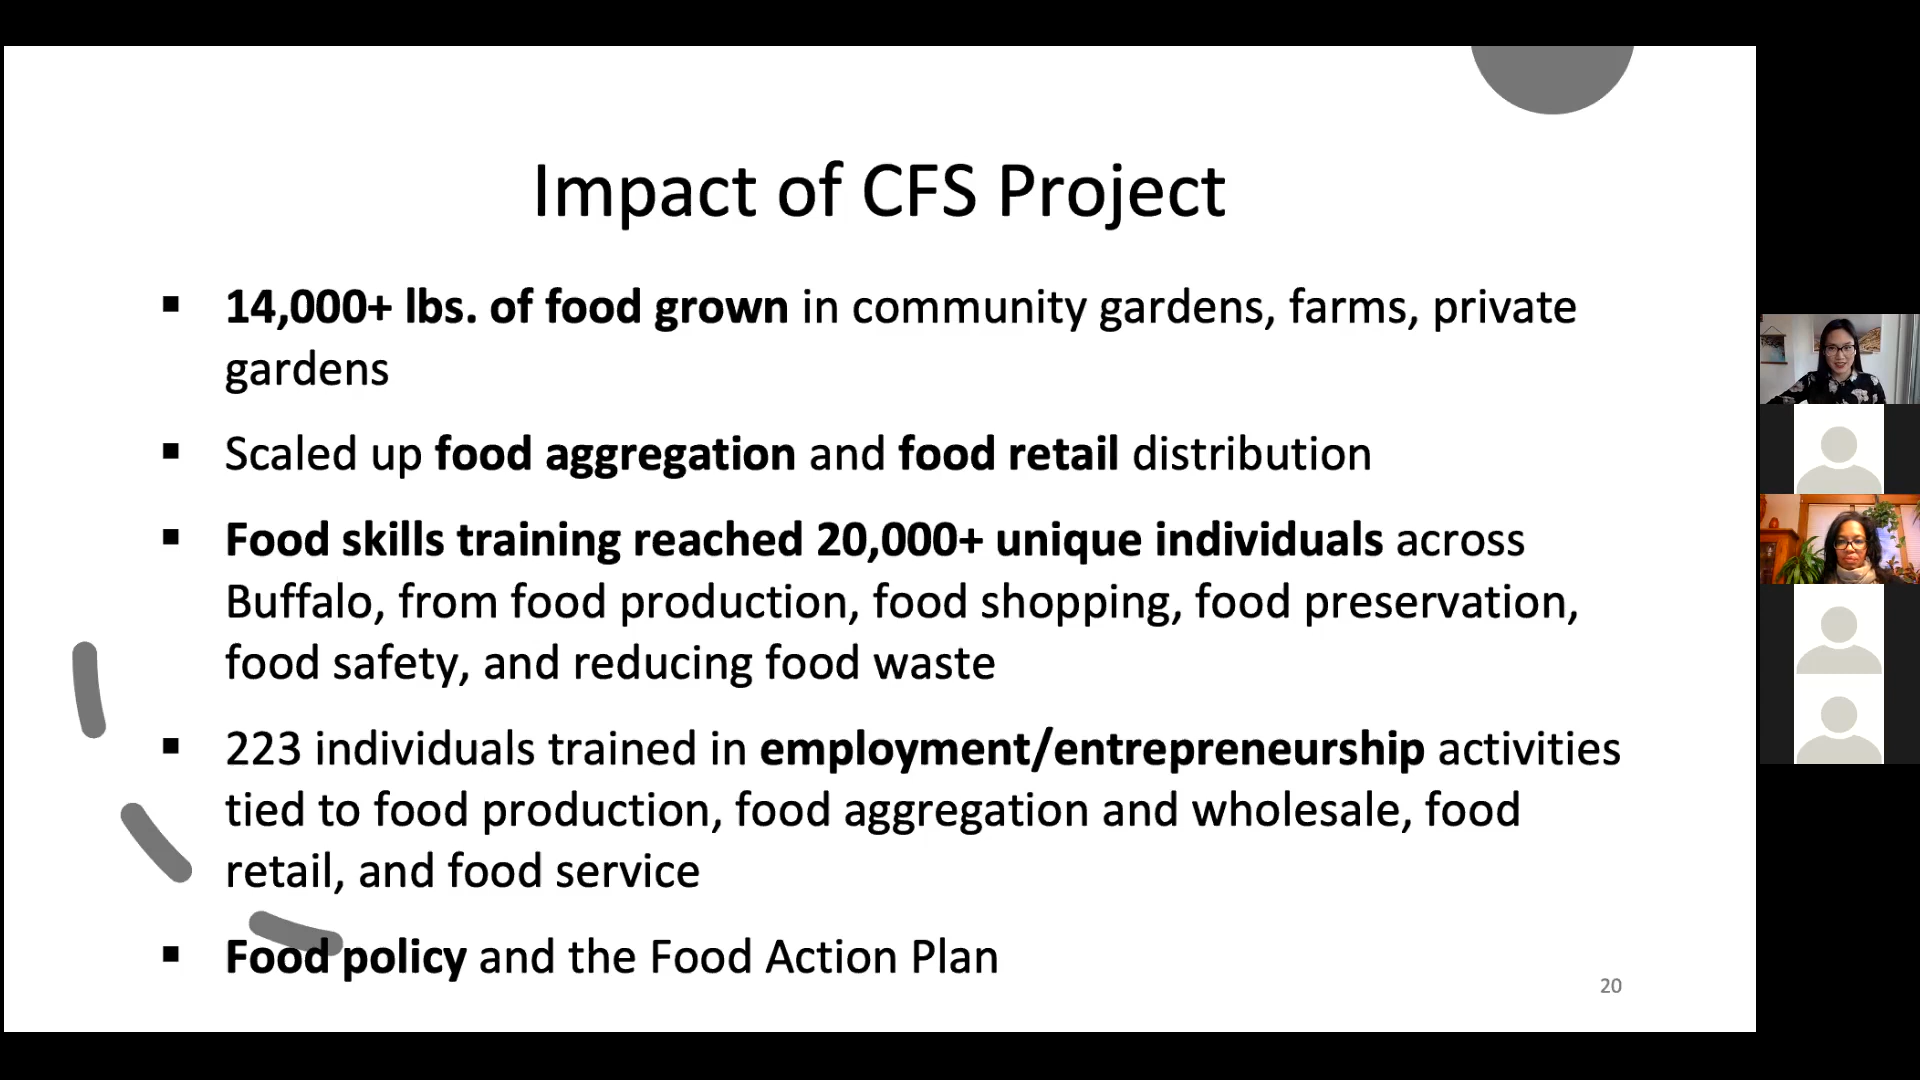 Impact of CFS Project
▪ 14,000+ lbs. of food grown in community gardens, farms, private
gardens
▪ Scaled up food aggregation and food retail distribution
▪ Food skills training reached 20,000+ unique individuals across
Buffalo, from food production, food shopping, food preservation,
food safety, and reducing food waste
▪ 223 individuals trained in employment/entrepreneurship activities
tied to food production, food aggregation and wholesale, food
retail, and food service
▪ Food policy and the Food Action Plan
20